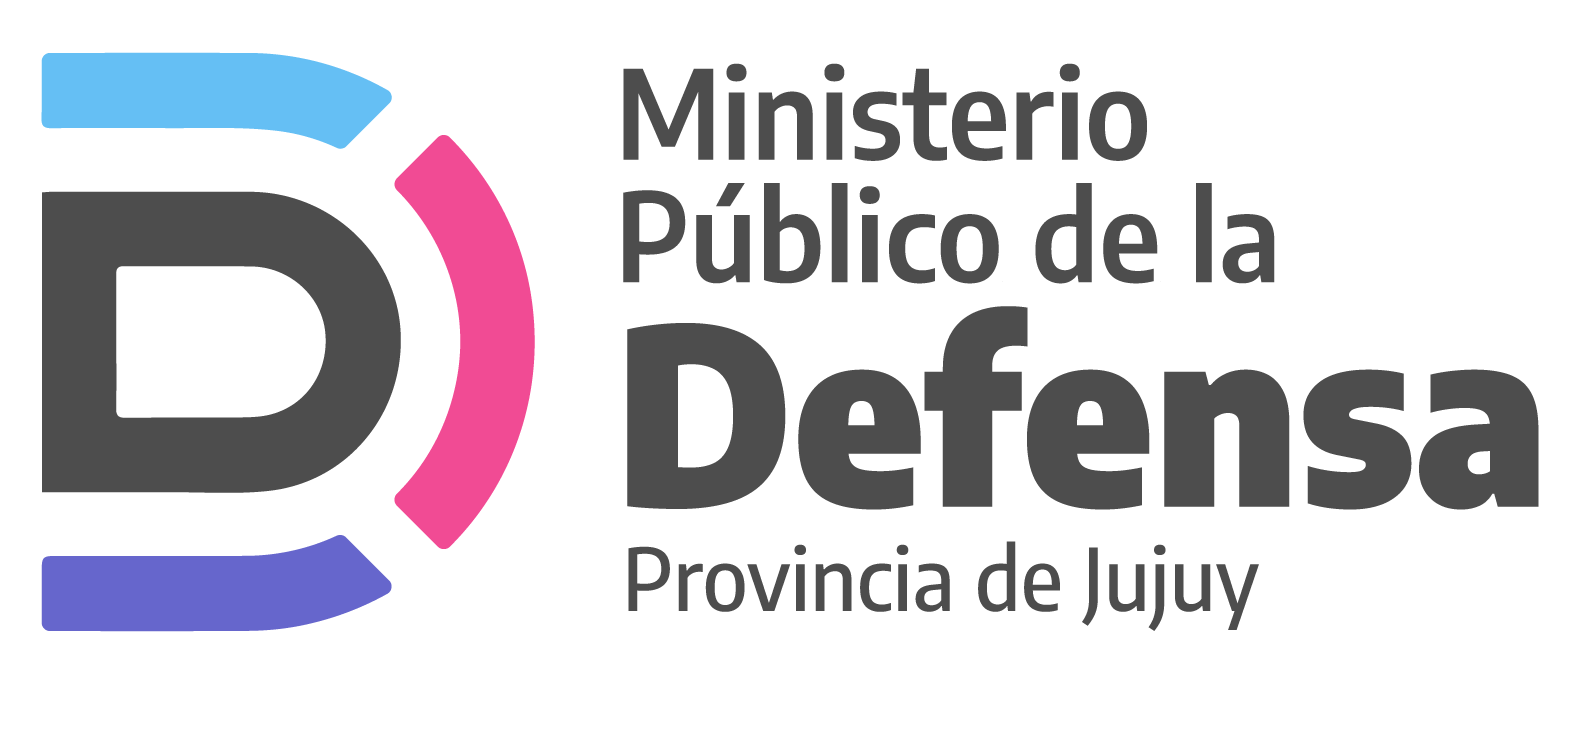 Ministerio
Público de la
Defensa
Provincia de Jujuy